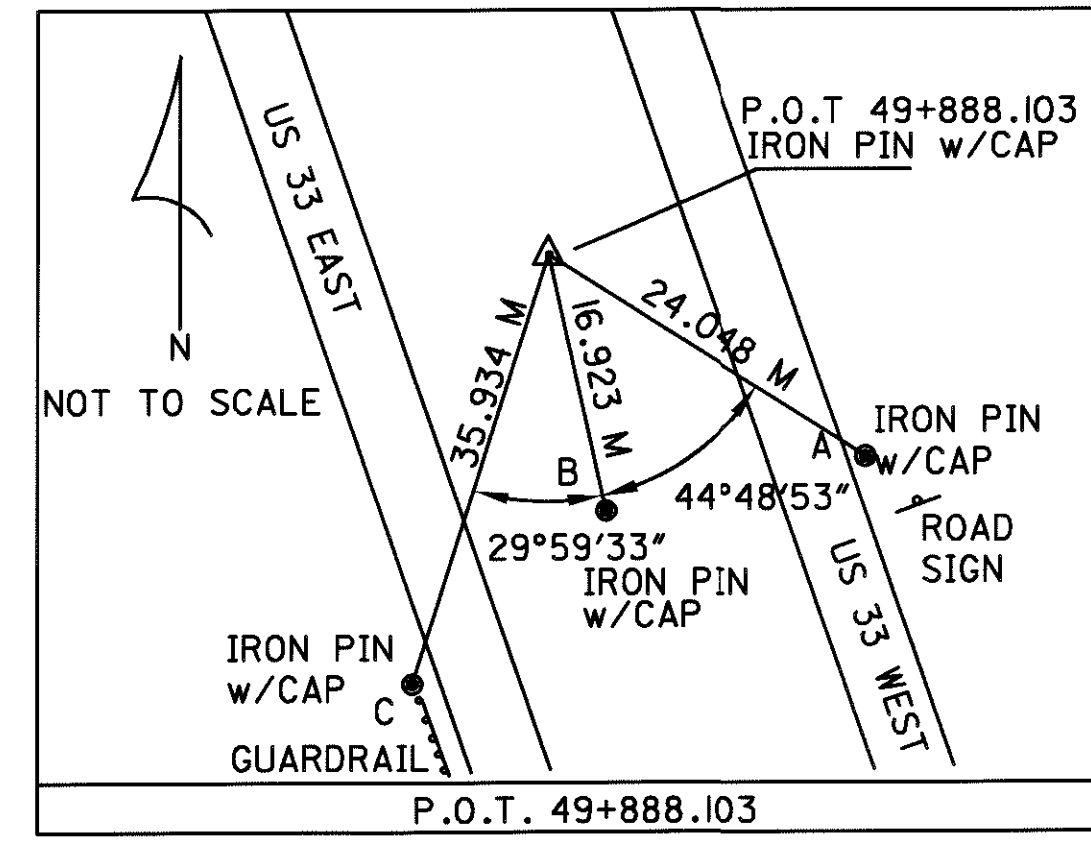 P.O.T 49+888.103
IRON PIN w/CAP
US 33 EAST
N
NOT TO SCALE
35.934 M
16.923 M
24.048 M
A
IRON PIN
w/CAP
B
44°48'53"
29°59'33"
ROAD
SIGN
IRON PIN
w/CAP
US 33 WEST
IRON PIN
w/CAP
C
GUARDRAIL
P.O.T. 49+888.103